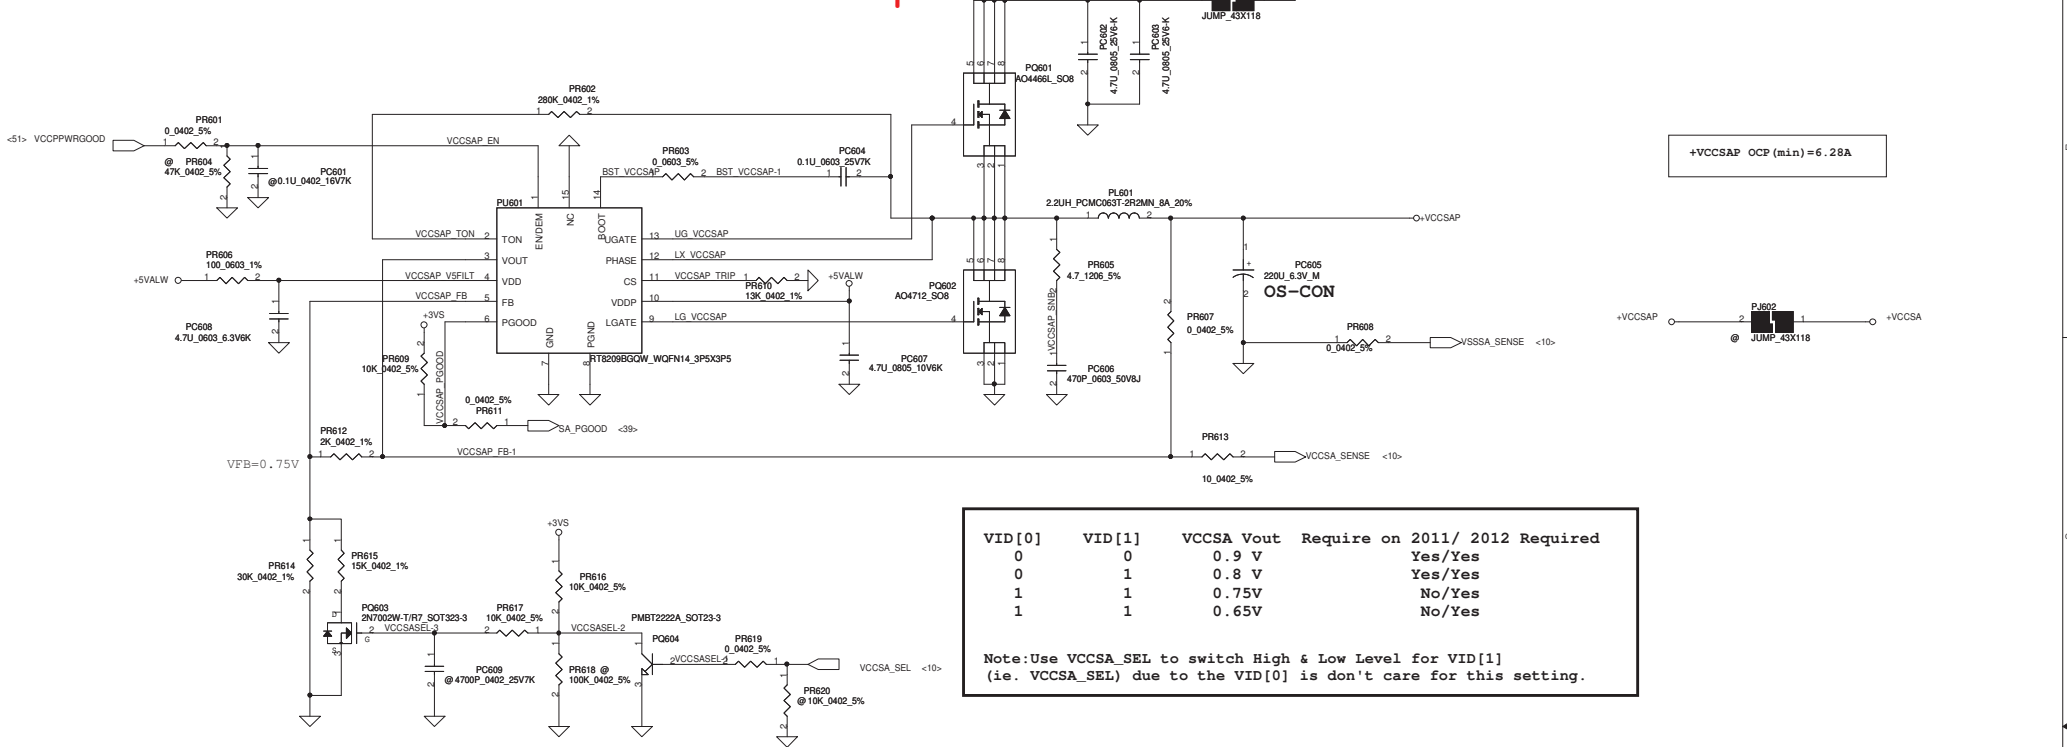 JUMP_43X118
PC602
4.7U_0805_25V6-K
PC603
4.7U_0805_25V6-K
PQ601
AO4466L_SO8
PR602
280K_0402_1%
<51> VCCPPWRGOOD
PR601
0_0402_5%
@
PR604
47K_0402_5%
PC601
@0.1U_0402_16V7K
VCCSAP_EN
PR603
0_0603_5%
BST_VCCSAP
BST_VCCSAP-1
PC604
0.1U_0603_25V7K
+VCCSAP OCP(min)=6.28A
PU601
EN/DEM
NC
BOOT
TON
VOUT
VDD
FB
PGOOD
GND
PGND
UGATE
PHASE
CS
VDDP
LGATE
RT8209BGQW_WQFN14_3P5X3P5
VCCSAP_TON
VCCSAP_V5FILT
VCCSAP_FB
UG_VCCSAP
LX_VCCSAP
VCCSAP_TRIP
LG_VCCSAP
PL601
2.2UH_PCMC063T-2R2MN_8A_20%
+VCCSAP
PR606
100_0603_1%
+5VALW
PC608
4.7U_0603_6.3V6K
PR610
13K_0402_1%
+5VALW
PC607
4.7U_0805_10V6K
PQ602
AO4712_SO8
PR605
4.7_1206_5%
VCCSAP_SNB
PC606
470P_0603_50V8J
PC605
220U_6.3V_M
OS-CON
PR607
0_0402_5%
PR608
0_0402_5%
VSSSA_SENSE <10>
+VCCSAP
PJ602
@ JUMP_43X118
+VCCSA
+3VS
PR609
10K_0402_5%
VCCSAP_PGOOD
0_0402_5%
PR611
SA_PGOOD <39>
PR612
2K_0402_1%
VFB=0.75V
VCCSAP_FB-1
PR613
10_0402_5%
VCCSA_SENSE <10>
PR614
30K_0402_1%
PR615
15K_0402_1%
PQ603
2N7002W-T/R7_SOT323-3
VCCSASEL-3
PR617
10K_0402_5%
+3VS
PR616
10K_0402_5%
VCCSASEL-2
PMBT2222A_SOT23-3
PQ604
PR619
0_0402_5%
VCCSA_SEL <10>
PC609
@ 4700P_0402_25V7K
PR618 @
100K_0402_5%
PR620
@ 10K_0402_5%
VID[0] VID[1] VCCSA Vout Require on 2011/ 2012 Required
0 0 0.9 V Yes/Yes
0 1 0.8 V Yes/Yes
1 1 0.75V No/Yes
1 1 0.65V No/Yes
Note:Use VCCSA_SEL to switch High & Low Level for VID[1]
(ie. VCCSA_SEL) due to the VID[0] is don't care for this setting.